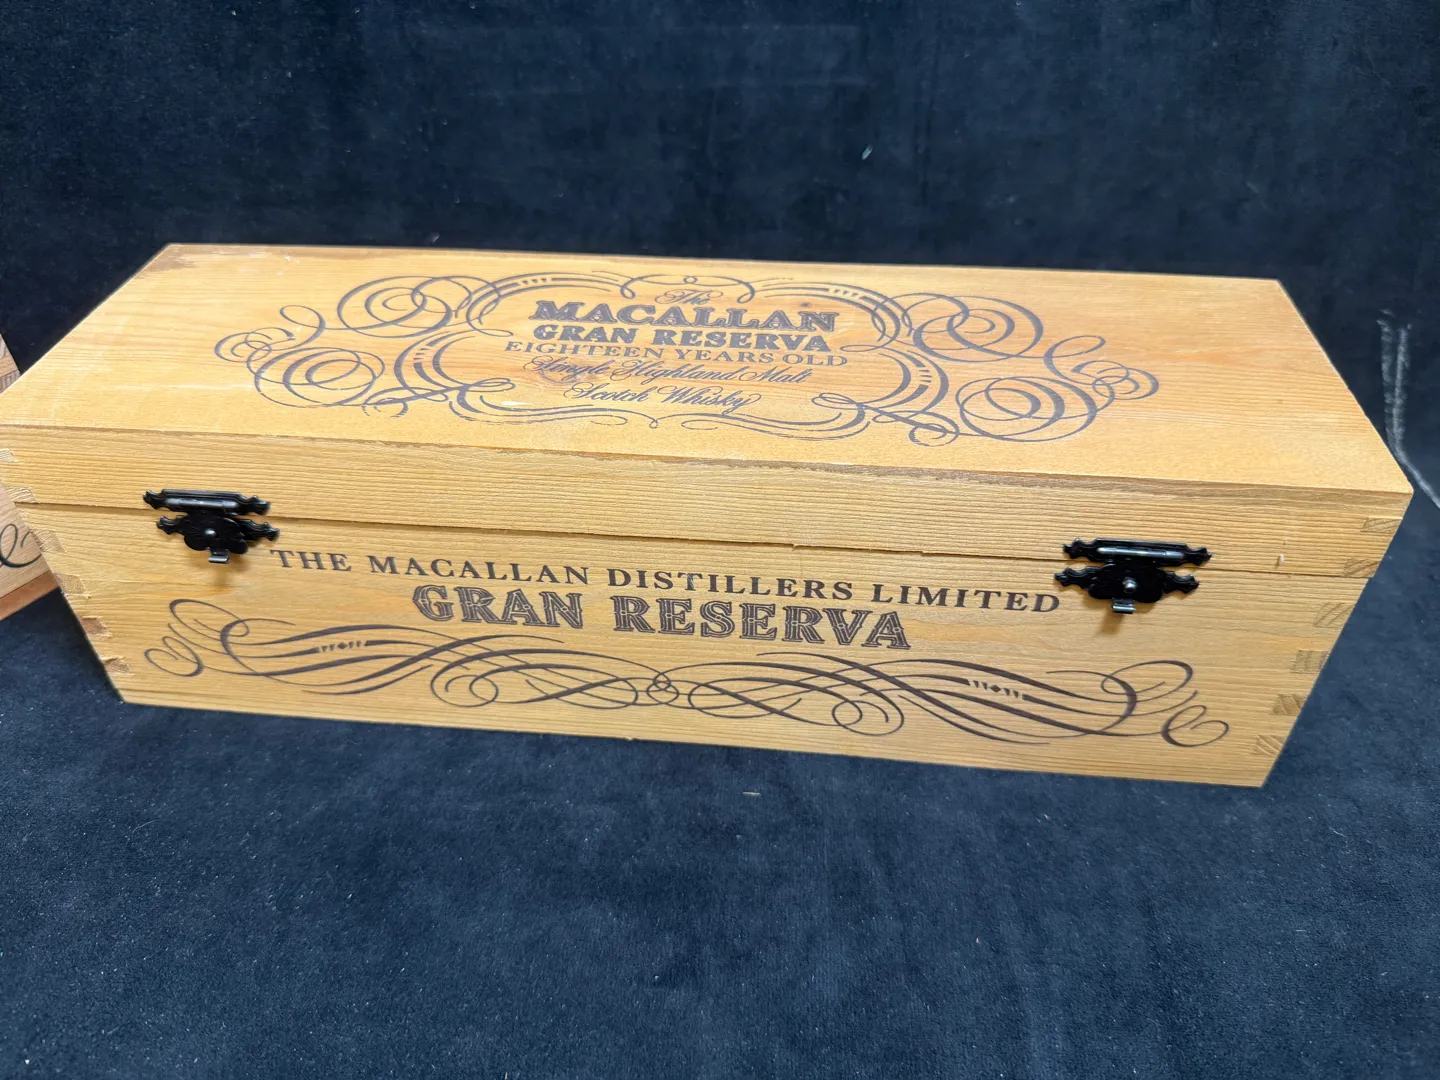 The
MACALLAN
GRAN RESERVA
EIGHTEEN YEARS OLD
Single Highland Malt
Scotch Whisky
THE MACALLAN DISTILLERS LIMITED
GRAN RESERVA